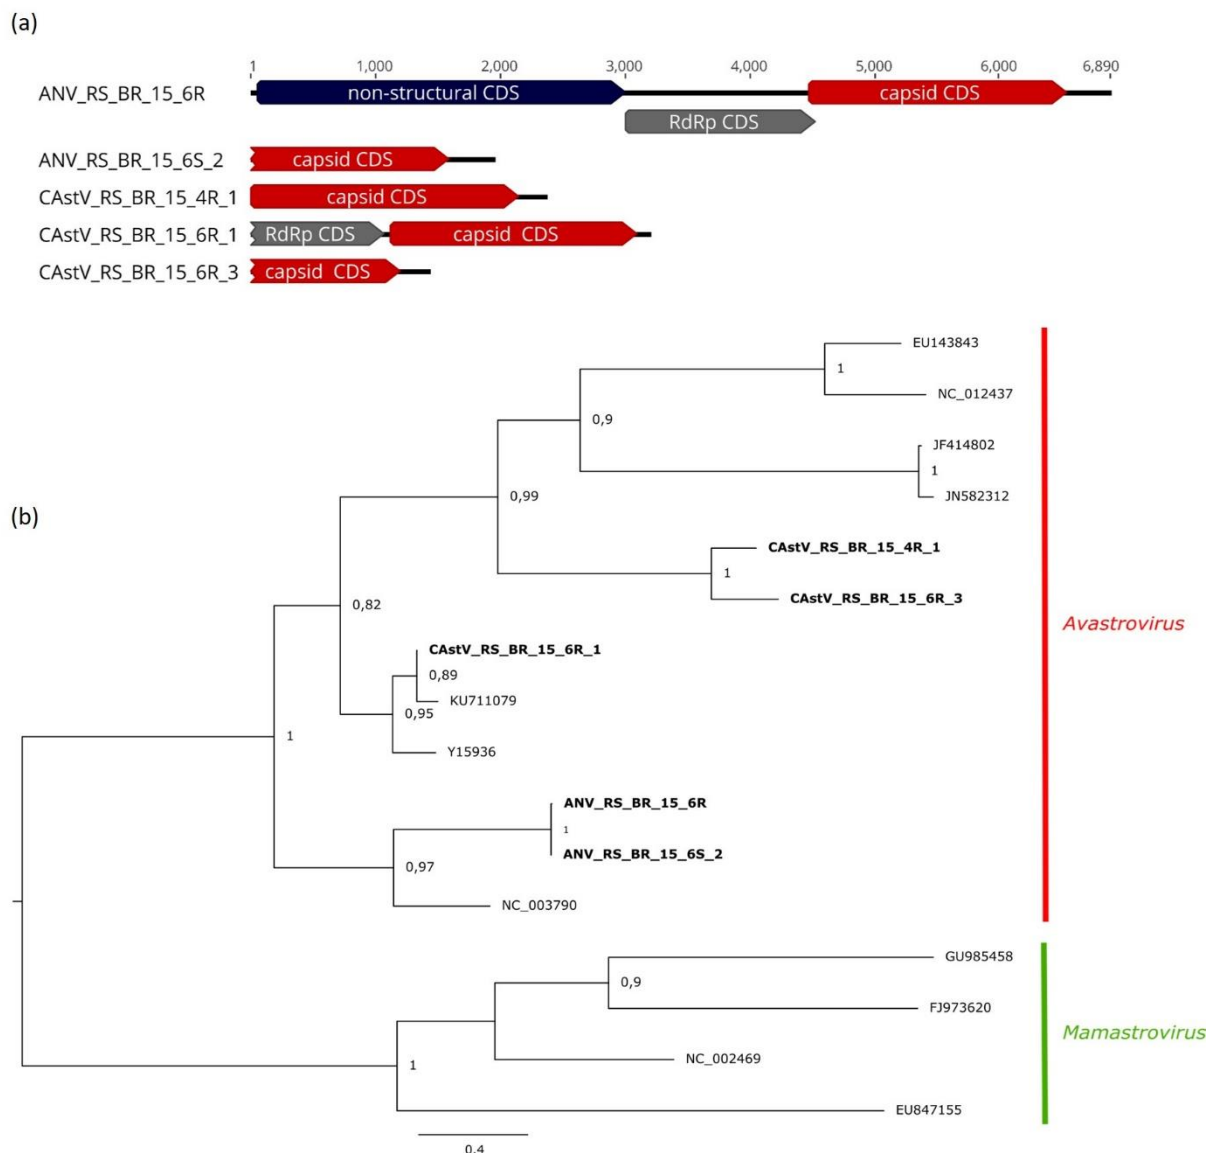 (a)
1 1,000 2,000 3,000 4,000 5,000 6,000 6,890
ANV_RS_BR_15_6R non-structural CDS capsid CDS
RdRp CDS
ANV_RS_BR_15_6S_2 capsid CDS
CAstV_RS_BR_15_4R_1 capsid CDS
CAstV_RS_BR_15_6R_1 RdRp CDS capsid CDS
CAstV_RS_BR_15_6R_3 capsid CDS
(b)
EU143843
1
NC_012437
0,9
JF414802
1
JN582312
0,99
CAstV_RS_BR_15_4R_1
1
CAstV_RS_BR_15_6R_3
0,82
Avastrovirus
CAstV_RS_BR_15_6R_1
0,89
KU711079
0,95
Y15936
1
ANV_RS_BR_15_6R
1
ANV_RS_BR_15_6S_2
0,97
NC_003790
GU985458
0,9
FJ973620
Mamastrovirus
NC_002469
1
EU847155
0.4